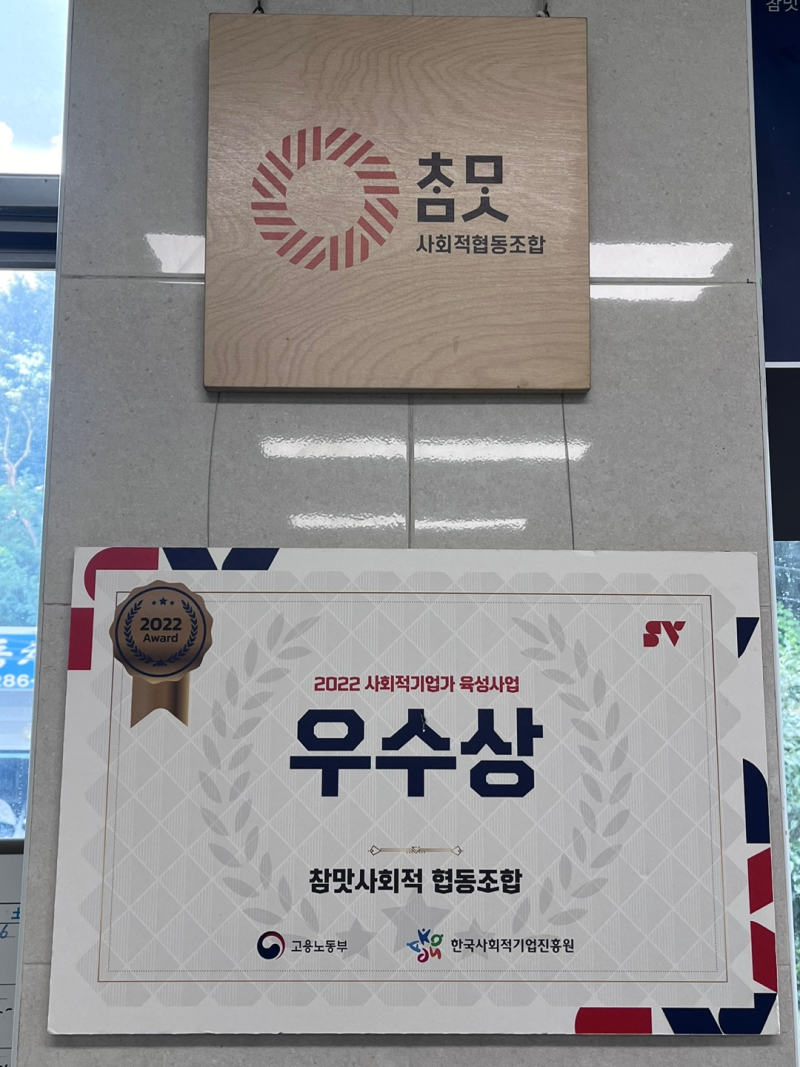 참맛
참맛
사회적협동조합
2022
Award
SV
2022 사회적기업가 육성사업
우수상
참맛사회적 협동조합
고용노동부
한국사회적기업진흥원